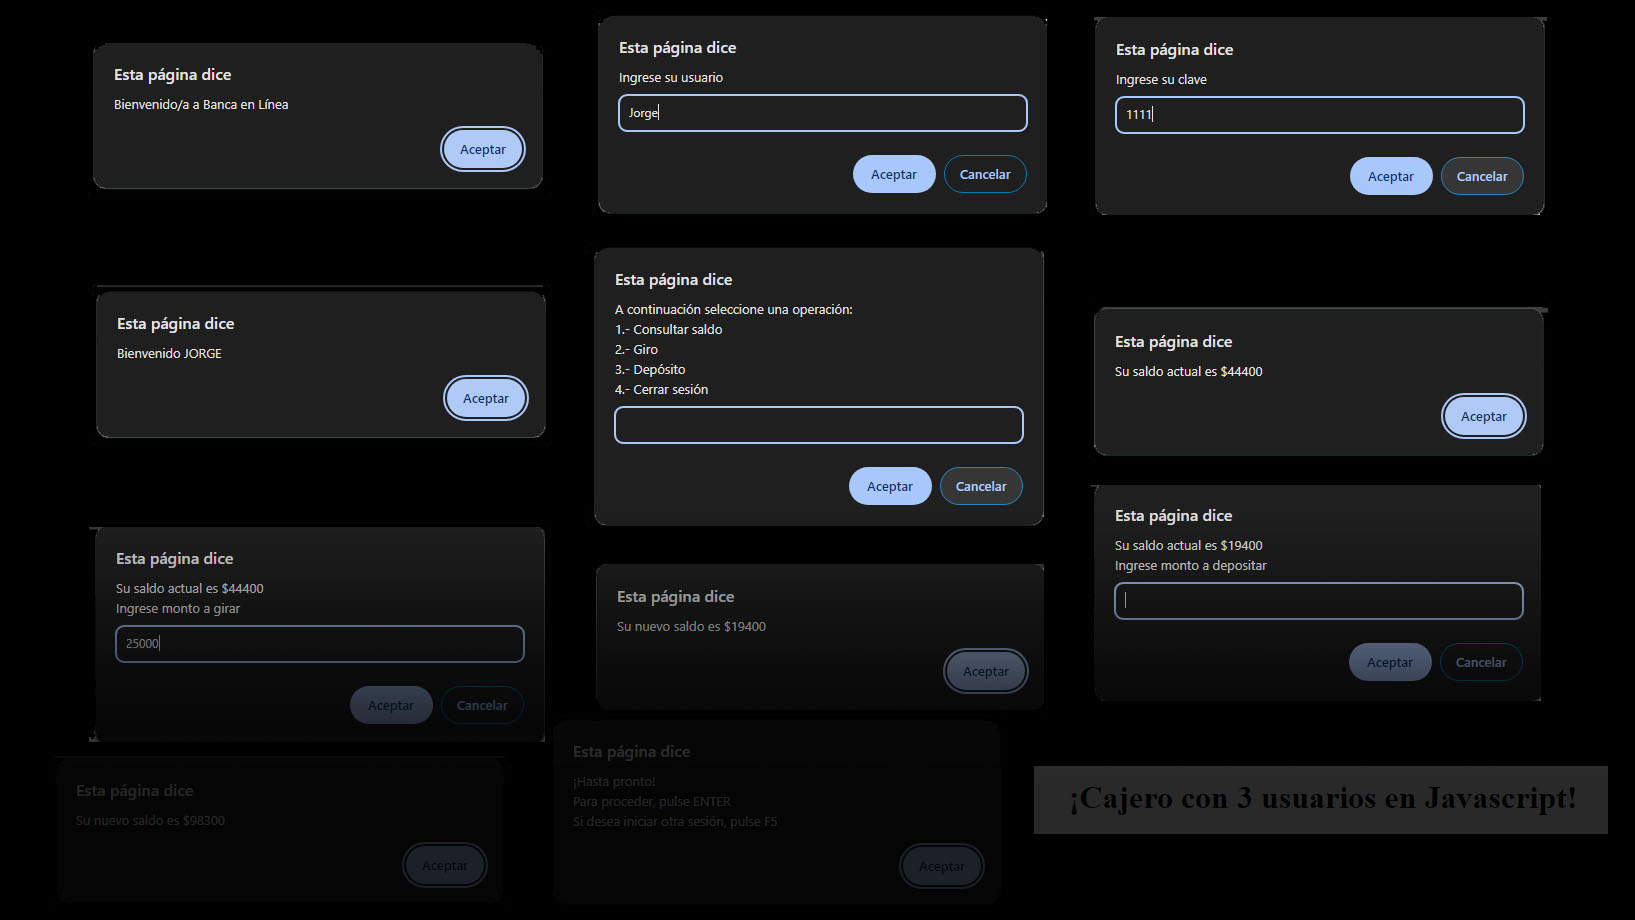 Esta página dice
Bienvenido/a a Banca en Línea
Aceptar
Esta página dice
Ingrese su usuario
Jorge
Aceptar Cancelar
Esta página dice
Ingrese su clave
1111
Aceptar Cancelar
Esta página dice
Bienvenido JORGE
Aceptar
Esta página dice
A continuación seleccione una operación:
1.- Consultar saldo
2.- Giro
3.- Depósito
4.- Cerrar sesión
Aceptar Cancelar
Esta página dice
Su saldo actual es $44400
Aceptar
Esta página dice
Su saldo actual es $44400
Ingrese monto a girar
25000
Aceptar Cancelar
Esta página dice
Su nuevo saldo es $19400
Aceptar
Esta página dice
Su saldo actual es $19400
Ingrese monto a depositar
Aceptar Cancelar
Esta página dice
Su nuevo saldo es $98300
Aceptar
Esta página dice
¡Hasta pronto!
Para proceder, pulse ENTER
Si desea iniciar otra sesión, pulse F5
Aceptar
¡Cajero con 3 usuarios en Javascript!